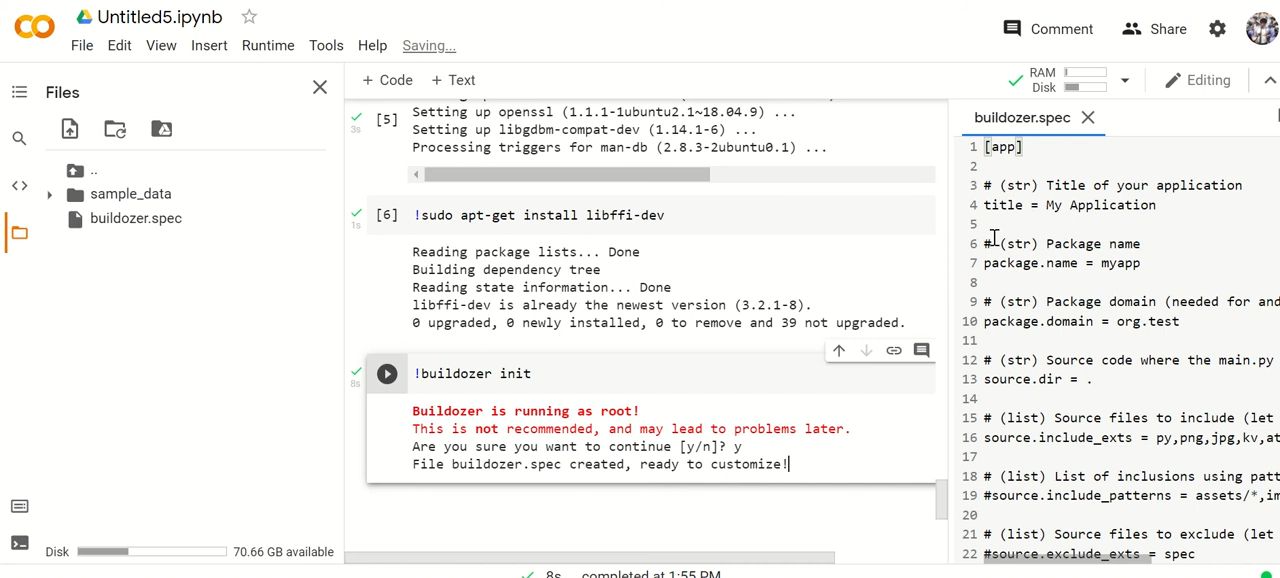 Untitled5.ipynb
File Edit View Insert Runtime Tools Help Saving...
Comment Share
Files
..
sample_data
buildozer.spec
Disk 70.66 GB available
+ Code + Text
RAM
Disk
Editing
[5] Setting up openssl (1.1.1-1ubuntu2.1~18.04.9) ...
3s
Setting up libgdbm-compat-dev (1.14.1-6) ...
Processing triggers for man-db (2.8.3-2ubuntu0.1) ...
[6] !sudo apt-get install libffi-dev
1s
Reading package lists... Done
Building dependency tree
Reading state information... Done
libffi-dev is already the newest version (3.2.1-8).
0 upgraded, 0 newly installed, 0 to remove and 39 not upgraded.
!buildozer init
8s
Buildozer is running as root!
This is not recommended, and may lead to problems later.
Are you sure you want to continue [y/n]? y
File buildozer.spec created, ready to customize!
8s completed at 1:55 PM
buildozer.spec
1 [app]
2
3 # (str) Title of your application
4 title = My Application
5
6 # (str) Package name
7 package.name = myapp
8
9 # (str) Package domain (needed for and
10 package.domain = org.test
11
12 # (str) Source code where the main.py
13 source.dir = .
14
15 # (list) Source files to include (let
16 source.include_exts = py,png,jpg,kv,at
17
18 # (list) List of inclusions using patt
19 #source.include_patterns = assets/*,im
20
21 # (list) Source files to exclude (let
22 #source.exclude_exts = spec